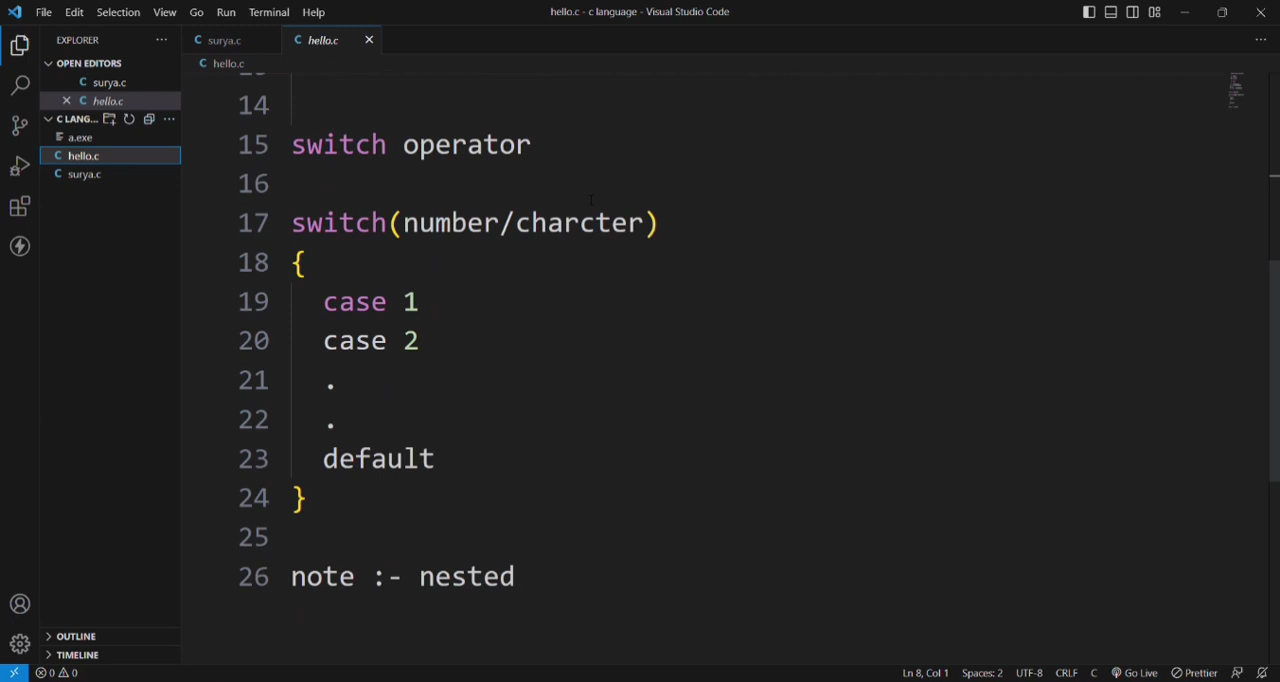 File Edit Selection View Go Run Terminal Help
hello.c - c language - Visual Studio Code
EXPLORER
OPEN EDITORS
surya.c
hello.c
C LANG...
a.exe
hello.c
surya.c
OUTLINE
TIMELINE
surya.c hello.c
hello.c
14
15 switch operator
16
17 switch(number/charcter)
18 {
19 case 1
20 case 2
21 .
22 .
23 default
24 }
25
26 note :- nested
0 0 Ln 8, Col 1 Spaces: 2 UTF-8 CRLF C Go Live Prettier